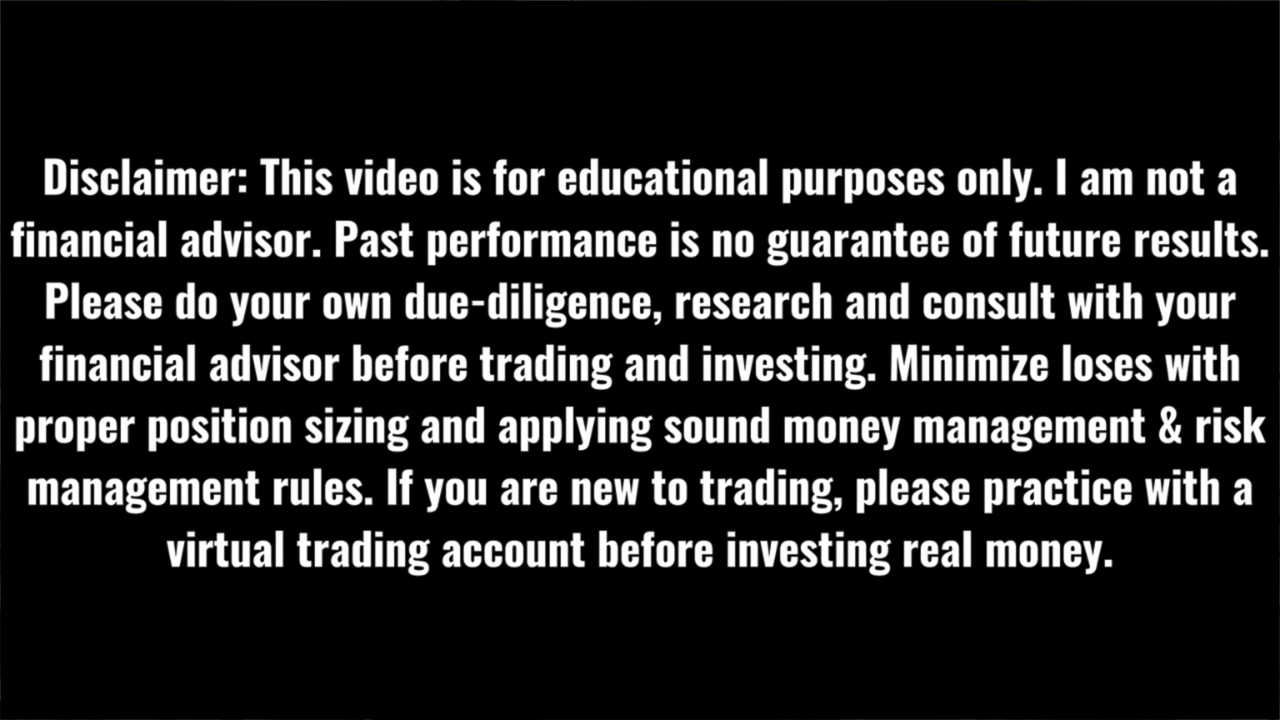 Disclaimer: This video is for educational purposes only. I am not a
financial advisor. Past performance is no guarantee of future results.
Please do your own due-diligence, research and consult with your
financial advisor before trading and investing. Minimize loses with
proper position sizing and applying sound money management & risk
management rules. If you are new to trading, please practice with a
virtual trading account before investing real money.